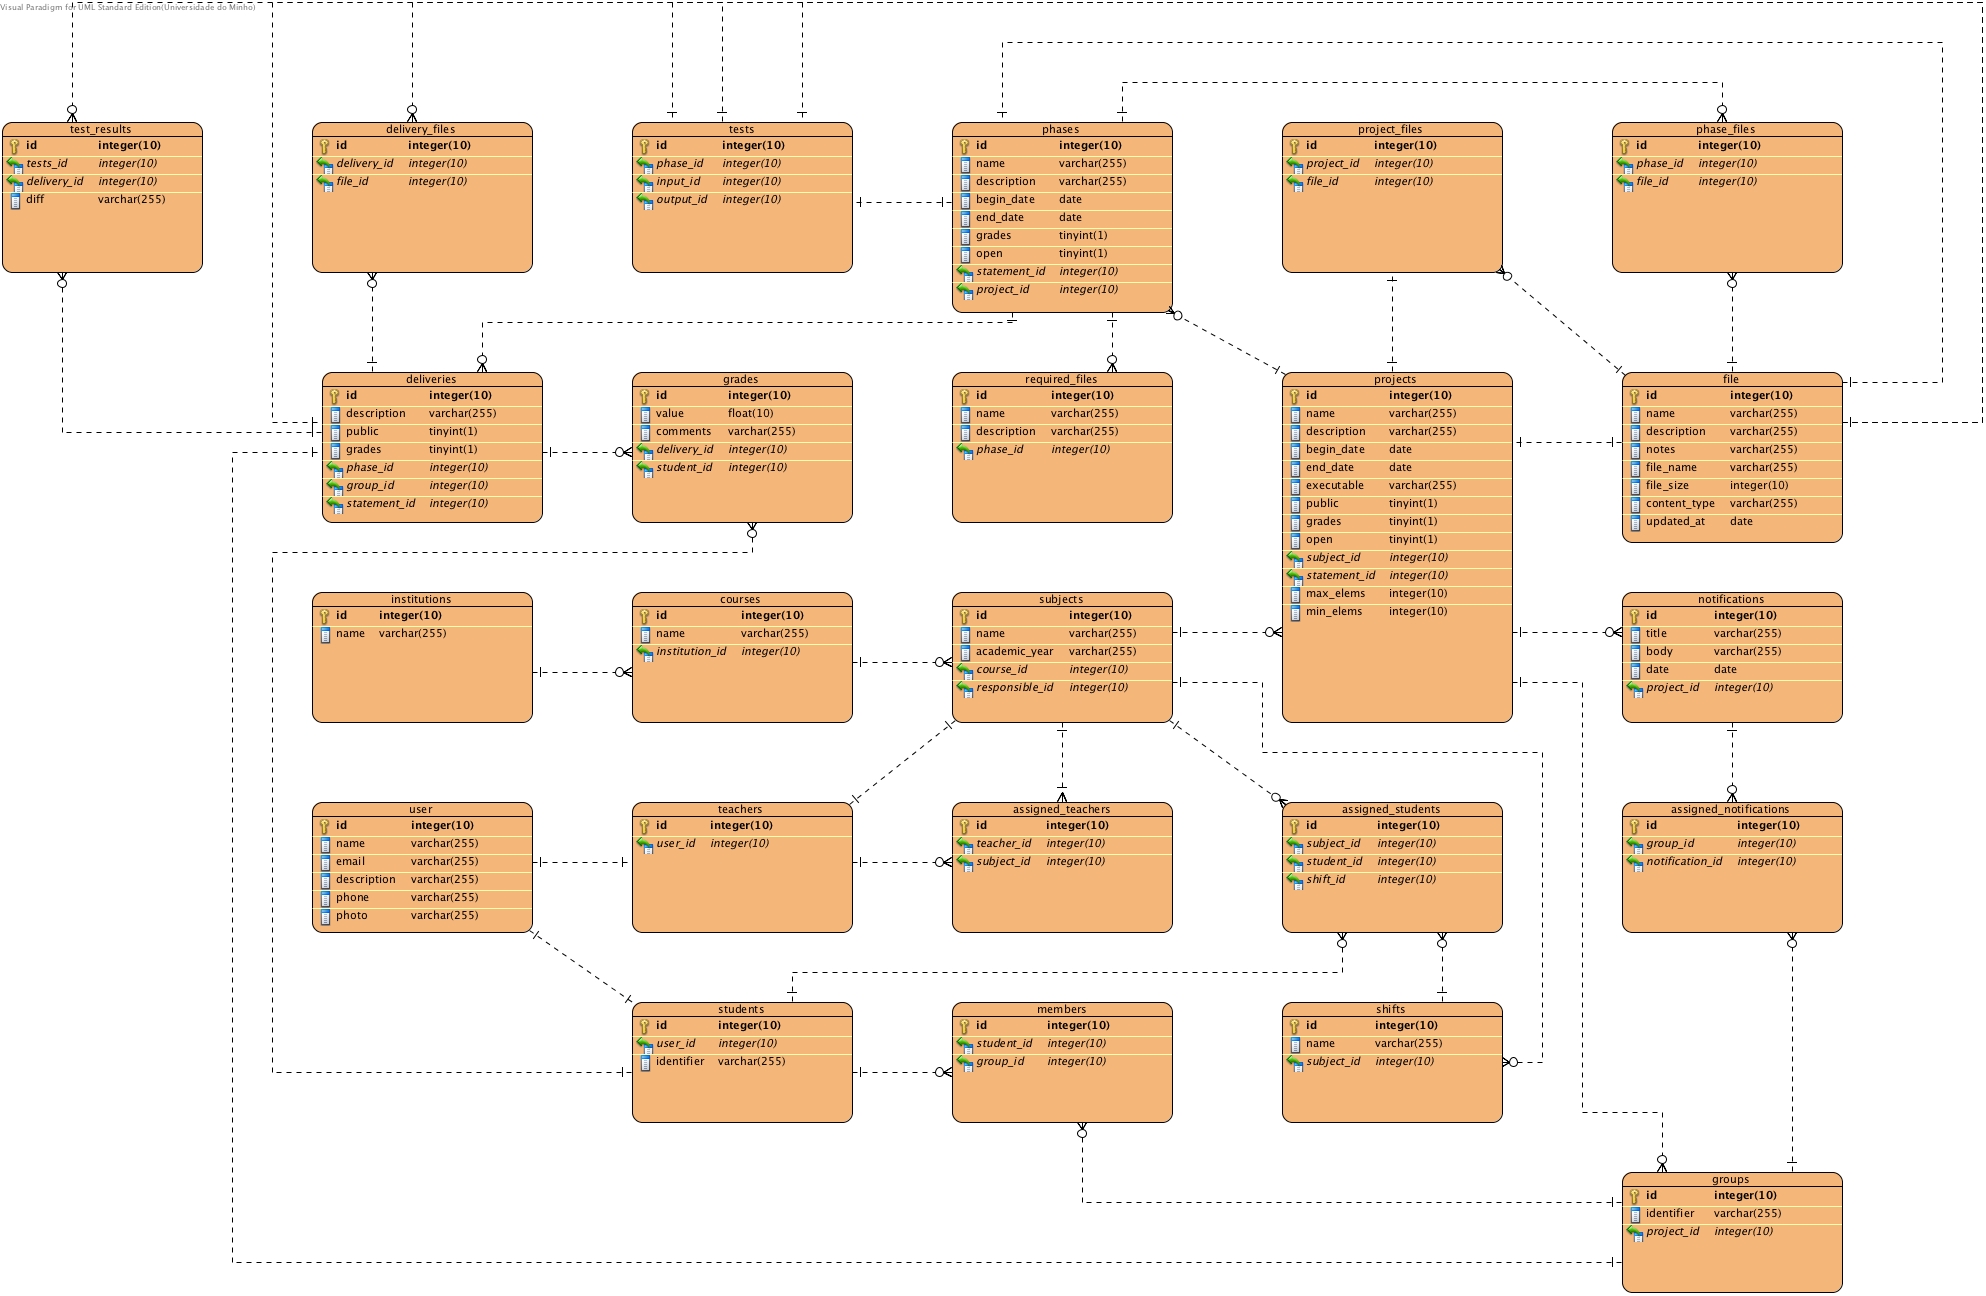 Visual Paradigm for UML Standard Edition(Universidade do Minho)
test_results
id integer(10)
tests_id integer(10)
delivery_id integer(10)
diff varchar(255)
delivery_files
id integer(10)
delivery_id integer(10)
file_id integer(10)
tests
id integer(10)
phase_id integer(10)
input_id integer(10)
output_id integer(10)
phases
id integer(10)
name varchar(255)
description varchar(255)
begin_date date
end_date date
grades tinyint(1)
open tinyint(1)
statement_id integer(10)
project_id integer(10)
project_files
id integer(10)
project_id integer(10)
file_id integer(10)
phase_files
id integer(10)
phase_id integer(10)
file_id integer(10)
deliveries
id integer(10)
description varchar(255)
public tinyint(1)
grades tinyint(1)
phase_id integer(10)
group_id integer(10)
statement_id integer(10)
grades
id integer(10)
value float(10)
comments varchar(255)
delivery_id integer(10)
student_id integer(10)
required_files
id integer(10)
name varchar(255)
description varchar(255)
phase_id integer(10)
projects
id integer(10)
name varchar(255)
description varchar(255)
begin_date date
end_date date
executable varchar(255)
public tinyint(1)
grades tinyint(1)
open tinyint(1)
subject_id integer(10)
statement_id integer(10)
max_elems integer(10)
min_elems integer(10)
file
id integer(10)
name varchar(255)
description varchar(255)
notes varchar(255)
file_name varchar(255)
file_size integer(10)
content_type varchar(255)
updated_at date
institutions
id integer(10)
name varchar(255)
courses
id integer(10)
name varchar(255)
institution_id integer(10)
subjects
id integer(10)
name varchar(255)
academic_year varchar(255)
course_id integer(10)
responsible_id integer(10)
notifications
id integer(10)
title varchar(255)
body varchar(255)
date date
project_id integer(10)
user
id integer(10)
name varchar(255)
email varchar(255)
description varchar(255)
phone varchar(255)
photo varchar(255)
teachers
id integer(10)
user_id integer(10)
assigned_teachers
id integer(10)
teacher_id integer(10)
subject_id integer(10)
assigned_students
id integer(10)
subject_id integer(10)
student_id integer(10)
shift_id integer(10)
assigned_notifications
id integer(10)
group_id integer(10)
notification_id integer(10)
students
id integer(10)
user_id integer(10)
identifier varchar(255)
members
id integer(10)
student_id integer(10)
group_id integer(10)
shifts
id integer(10)
name varchar(255)
subject_id integer(10)
groups
id integer(10)
identifier varchar(255)
project_id integer(10)